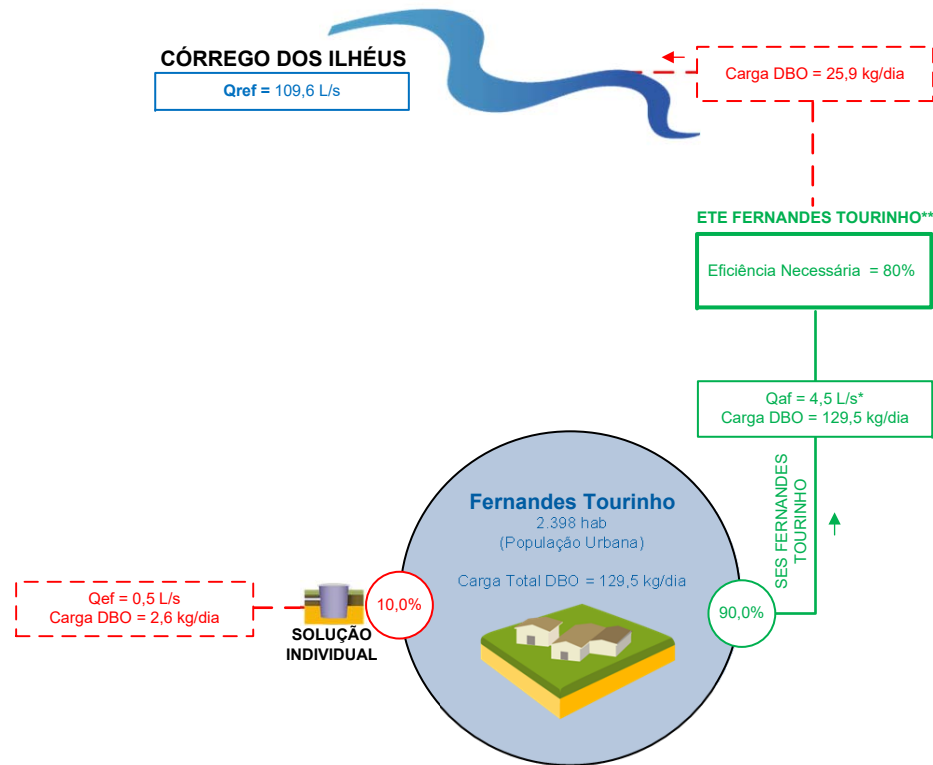 CÓRREGO DOS ILHÉUS
Qref = 109,6 L/s
Carga DBO = 25,9 kg/dia
ETE FERNANDES TOURINHO**
Eficiência Necessária = 80%
Qaf = 4,5 L/s*
Carga DBO = 129,5 kg/dia
SES FERNANDES
TOURINHO
Fernandes Tourinho
2.398 hab
(População Urbana)
Carga Total DBO = 129,5 kg/dia
90,0%
10,0%
SOLUÇÃO
INDIVIDUAL
Qef = 0,5 L/s
Carga DBO = 2,6 kg/dia